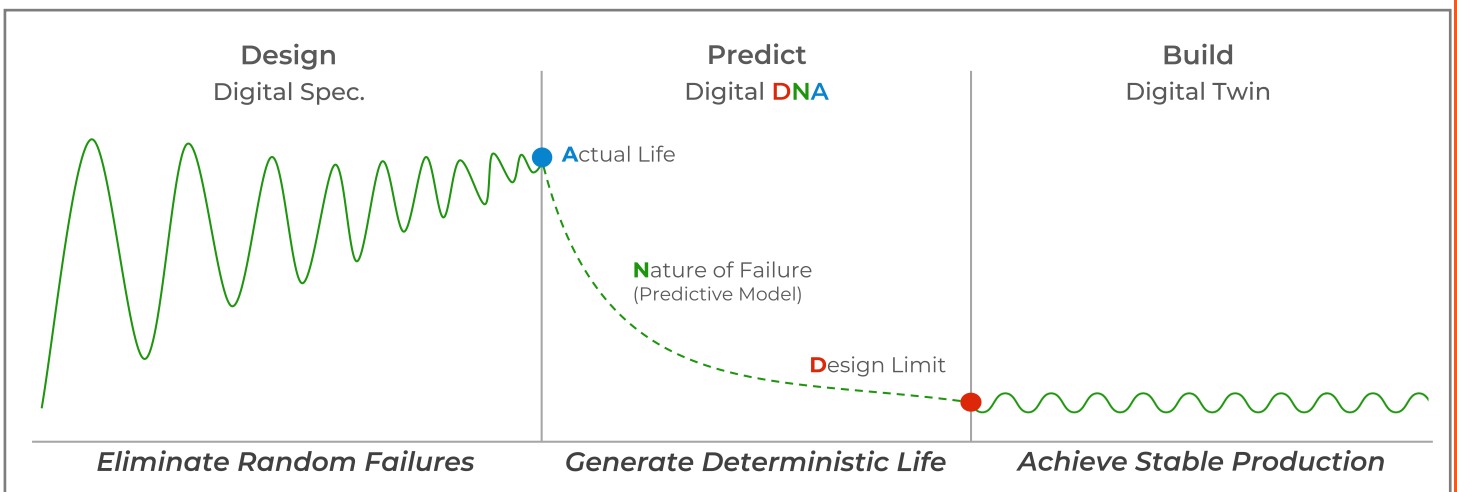 Design
Digital Spec.
Predict
Digital DNA
Build
Digital Twin
Actual Life
Nature of Failure
(Predictive Model)
Design Limit
Eliminate Random Failures
Generate Deterministic Life
Achieve Stable Production